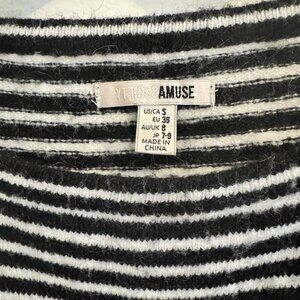 AMUSE
US/CA S
EU 36
AU/UK 8
JP 7-9
MADE IN
CHINA